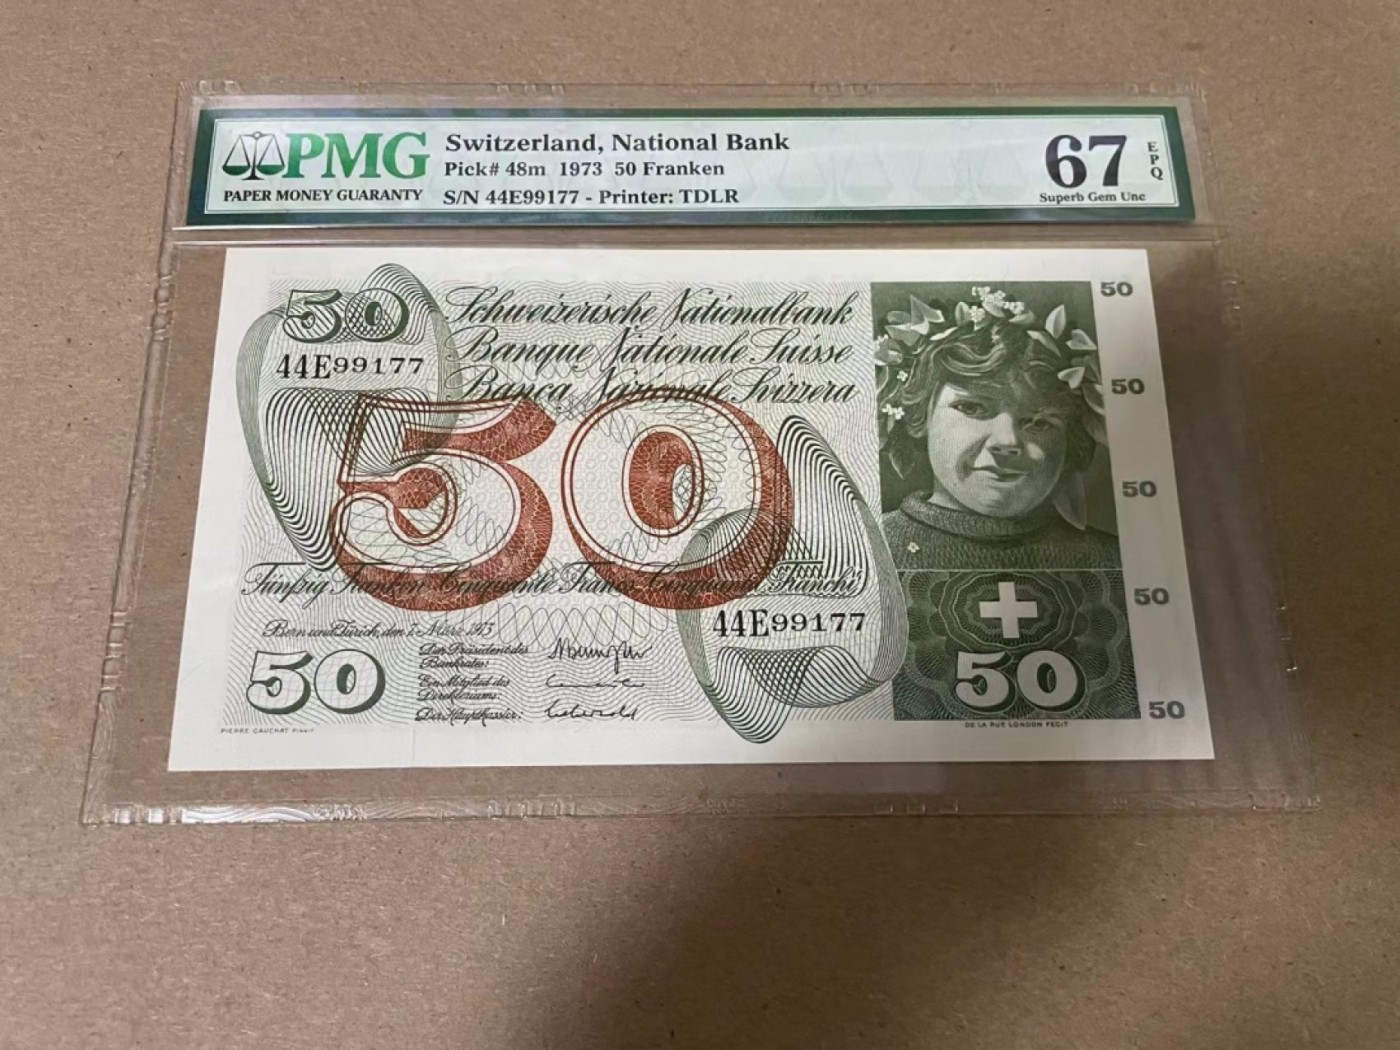 PMG
PAPER MONEY GUARANTY
Switzerland, National Bank
Pick# 48m 1973 50 Franken
S/N 44E99177 - Printer: TDLR
67
EPQ
Superb Gem Unc
50
Schweizerische Nationalbank
Banque Nationale Suisse
Banca Nazionale Svizzera
44E99177
50
50
50
50
50
50
Fünfzig Franken Cinquante Francs Cinquanta Franchi
44E99177
Bern und Zürich, den 7. März 1973
Der Präsident des
Bankrates:
Ein Mitglied des
Direktoriums:
Der Hauptkassier:
50
50
PIERRE GAUCHAT PINXIT
DE LA RUE LONDON FECIT